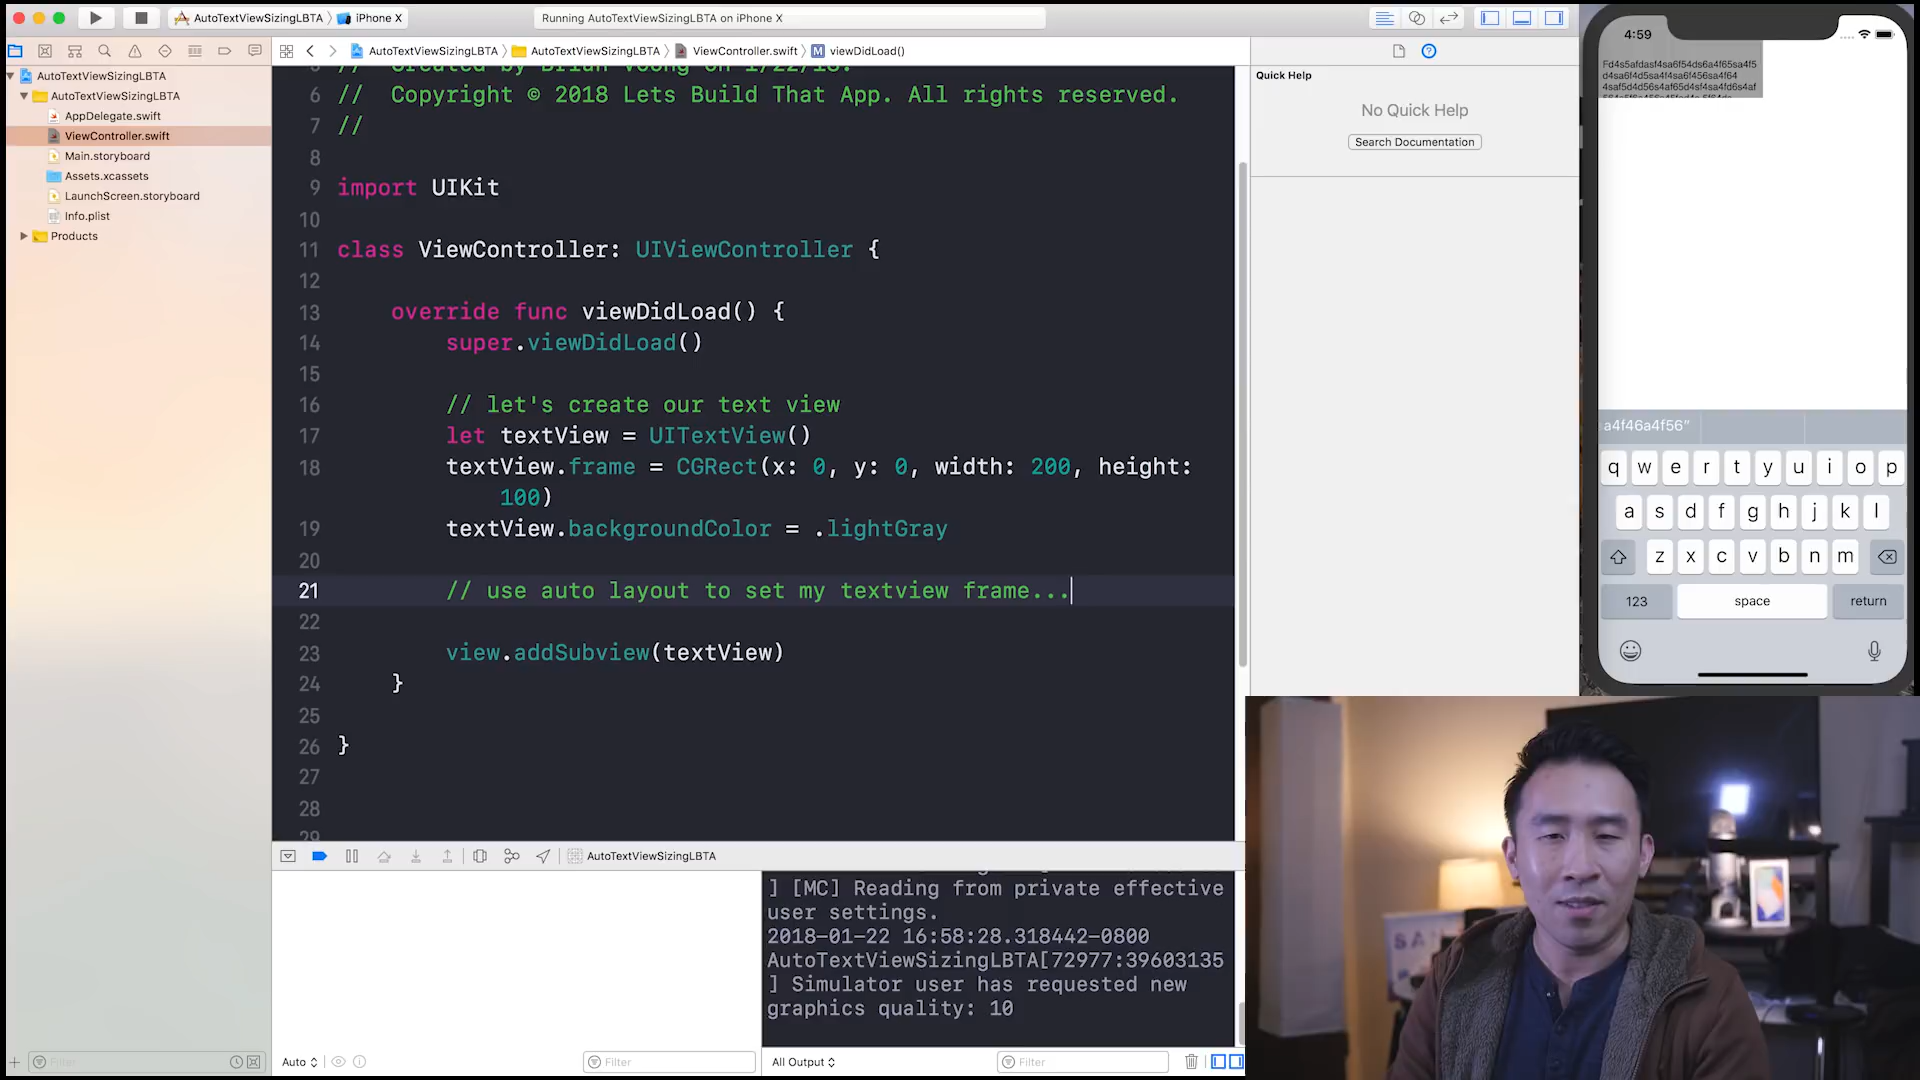 AutoTextViewSizingLBTA
iPhone X
Running AutoTextViewSizingLBTA on iPhone X
AutoTextViewSizingLBTA
AutoTextViewSizingLBTA
AppDelegate.swift
ViewController.swift
Main.storyboard
Assets.xcassets
LaunchScreen.storyboard
Info.plist
Products
Filter
AutoTextViewSizingLBTA
AutoTextViewSizingLBTA
ViewController.swift
M
viewDidLoad()
6 // Copyright © 2018 Lets Build That App. All rights reserved.
7 //
8
9 import UIKit
10
11 class ViewController: UIViewController {
12
13 override func viewDidLoad() {
14 super.viewDidLoad()
15
16 // let's create our text view
17 let textView = UITextView()
18 textView.frame = CGRect(x: 0, y: 0, width: 200, height:
100)
19 textView.backgroundColor = .lightGray
20
21 // use auto layout to set my textview frame...
22
23 view.addSubview(textView)
24 }
25
26 }
27
28
29
AutoTextViewSizingLBTA
Auto
Filter
] [MC] Reading from private effective
user settings.
2018-01-22 16:58:28.318442-0800
AutoTextViewSizingLBTA[72977:39603135
] Simulator user has requested new
graphics quality: 10
All Output
Filter
Quick Help
No Quick Help
Search Documentation
4:59
Fd4s5afdasf4sa6f54ds6a4f65sa4f5
d4sa6f4d5sa4f4sa6f456sa4f64
4saf5d4d56s4af65d4sf4sa4fd6s4af
a4f46a4f56"
q w e r t y u i o p
a s d f g h j k l
z x c v b n m
123 space return